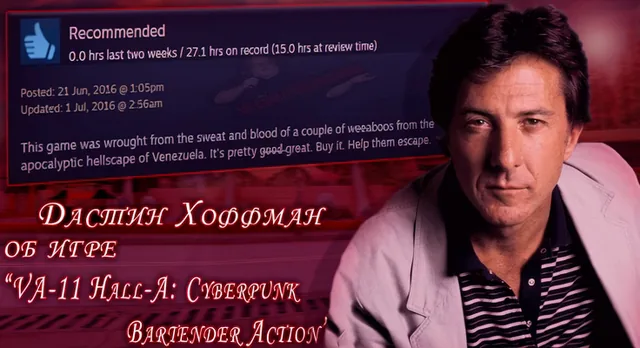 Recommended
0.0 hrs last two weeks / 27.1 hrs on record (15.0 hrs at review time)
Posted: 21 Jun, 2016 @ 1:05pm
Updated: 1 Jul, 2016 @ 2:56am
This game was wrought from the sweat and blood of a couple of weeaboos from the
apocalyptic hellscape of Venezuela. It's pretty good great. Buy it. Help them escape.
Дастин Хоффман
об игре
“VA-11 Hall-A: Cyberpunk
Bartender Action’